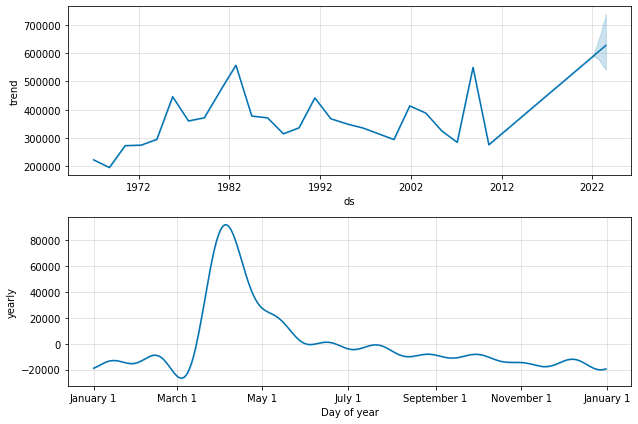 700000
600000
500000
400000
300000
200000
trend
1972 1982 1992 2002 2012 2022
ds
80000
60000
40000
20000
0
−20000
yearly
January 1 March 1 May 1 July 1 September 1 November 1 January 1
Day of year